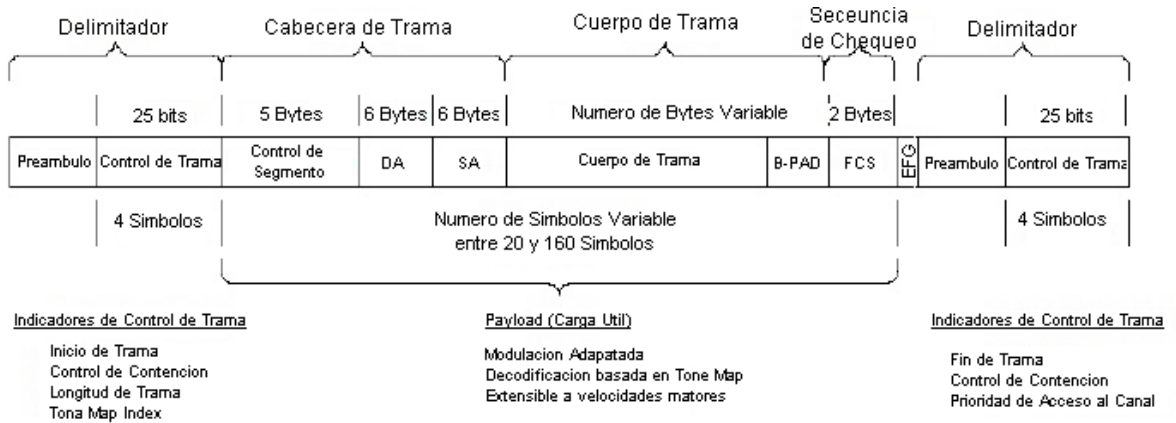 Delimitador
Cabecera de Trama
Cuerpo de Trama
Seceuncia
de Chequeo
Delimitador
25 bits
5 Bytes
6 Bytes
6 Bytes
Numero de Bytes Variable
2 Bytes
25 bits
Preambulo
Control de Trama
Control de
Segmento
DA
SA
Cuerpo de Trama
B-PAD
FCS
EFG
Preambulo
Control de Trama
4 Simbolos
Numero de Simbolos Variable
entre 20 y 160 Simbolos
4 Simbolos
Indicadores de Control de Trama
Inicio de Trama
Control de Contencion
Longitud de Trama
Tona Map Index
Payload (Carga Util)
Modulacion Adapatada
Decodificacion basada en Tone Map
Extensible a velocidades matores
Indicadores de Control de Trama
Fin de Trama
Control de Contencion
Prioridad de Acceso al Canal